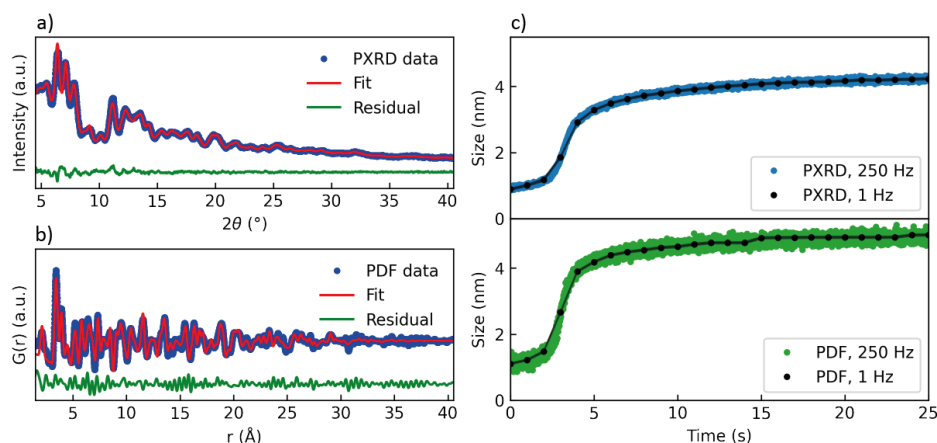 a)
PXRD data
Fit
Residual
Intensity (a.u.)
5 10 15 20 25 30 35 40
2θ (°)
b)
PDF data
Fit
Residual
G(r) (a.u.)
5 10 15 20 25 30 35 40
r (Å)
c)
4
2
0
Size (nm)
PXRD, 250 Hz
PXRD, 1 Hz
4
2
0
Size (nm)
PDF, 250 Hz
PDF, 1 Hz
0 5 10 15 20 25
Time (s)